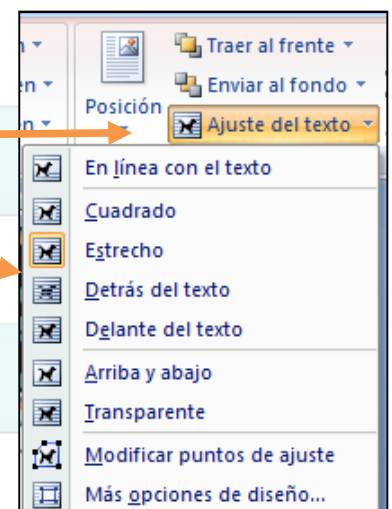 Traer al frente
Enviar al fondo
Posición
Ajuste del texto
En línea con el texto
Cuadrado
Estrecho
Detrás del texto
Delante del texto
Arriba y abajo
Transparente
Modificar puntos de ajuste
Más opciones de diseño...